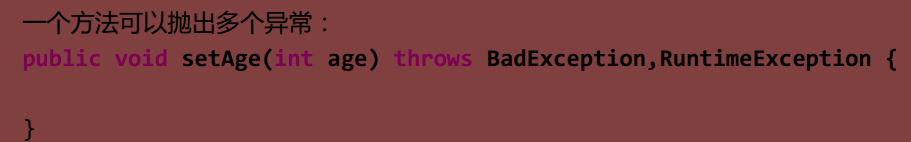 一个方法可以抛出多个异常：
public void setAge(int age) throws BadException,RuntimeException {
}